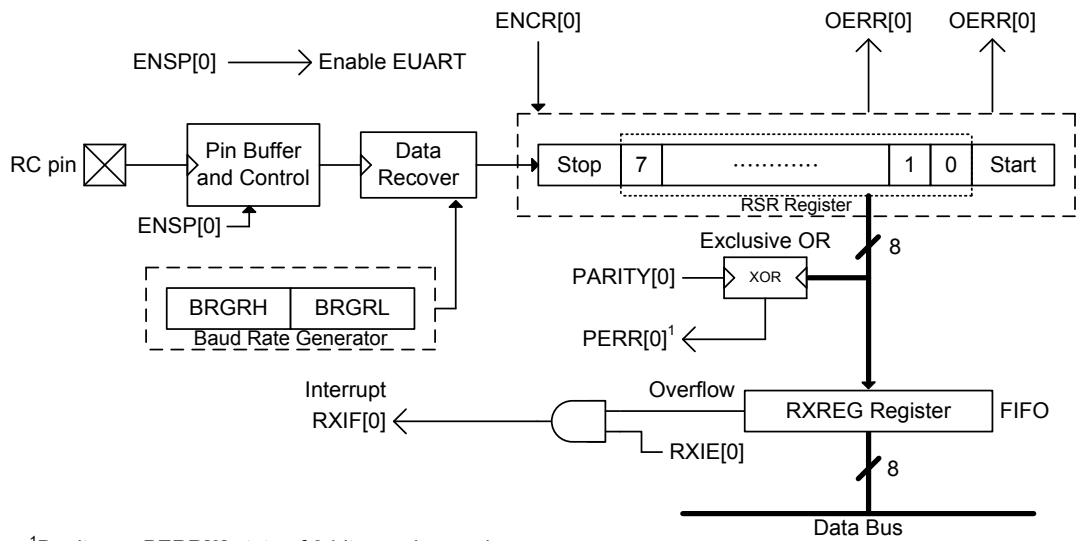 ENCR[0]
OERR[0]
OERR[0]
ENSP[0]
Enable EUART
RC pin
Pin Buffer
and Control
Data
Recover
Stop
7
............
1
0
Start
RSR Register
ENSP[0]
Exclusive OR
8
PARITY[0]
XOR
BRGRH
BRGRL
Baud Rate Generator
PERR[0]¹
Interrupt
RXIF[0]
Overflow
RXREG Register
FIFO
RXIE[0]
8
Data Bus